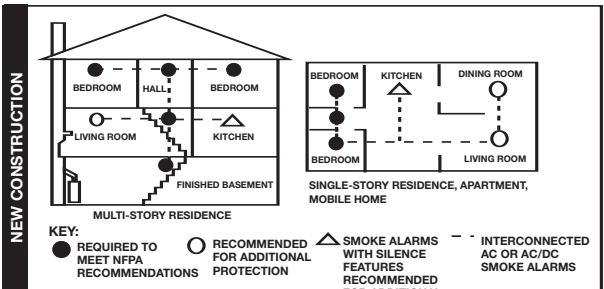 NEW CONSTRUCTION
BEDROOM
HALL
BEDROOM
LIVING ROOM
KITCHEN
FINISHED BASEMENT
MULTI-STORY RESIDENCE
BEDROOM
KITCHEN
DINING ROOM
BEDROOM
LIVING ROOM
SINGLE-STORY RESIDENCE, APARTMENT,
MOBILE HOME
KEY:
REQUIRED TO
MEET NFPA
RECOMMENDATIONS
RECOMMENDED
FOR ADDITIONAL
PROTECTION
SMOKE ALARMS
WITH SILENCE
FEATURES
RECOMMENDED
FOR ADDITIONAL
INTERCONNECTED
AC OR AC/DC
SMOKE ALARMS